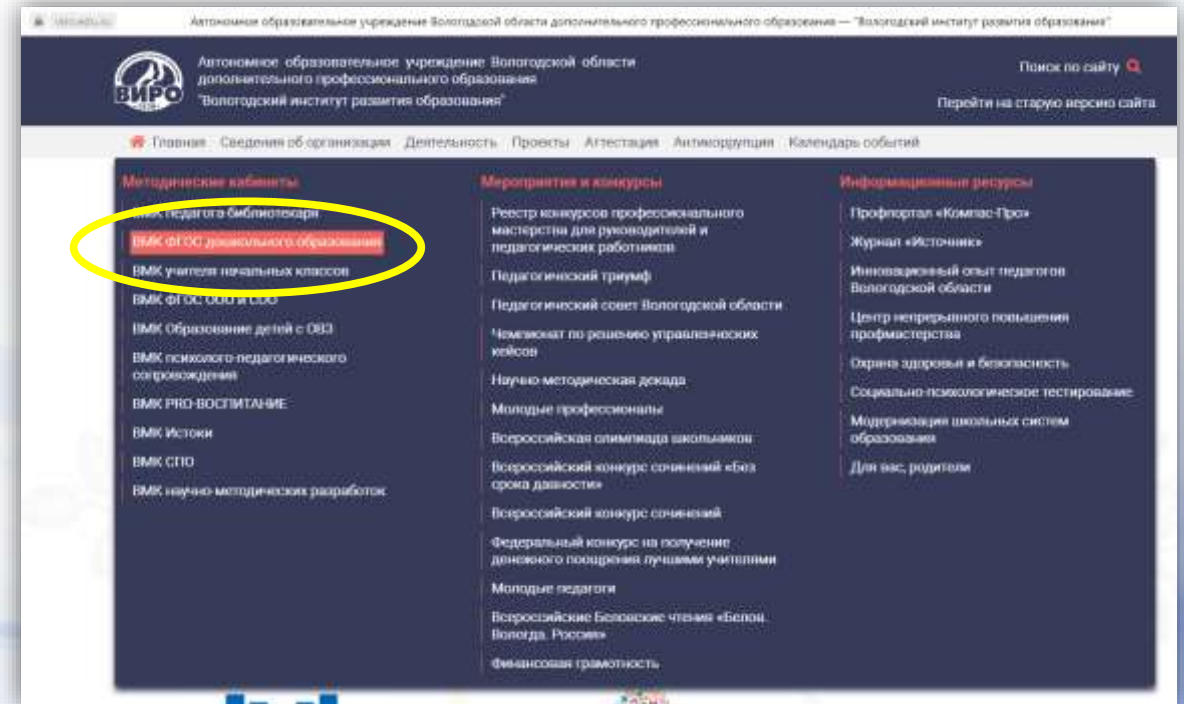 Автономное образовательное учреждение Вологодской области дополнительного профессионального образования — "Вологодский институт развития образования"
ВИРО
Автономное образовательное учреждение Вологодской области
дополнительного профессионального образования
"Вологодский институт развития образования"
Поиск по сайту
Перейти на старую версию сайта
Главная Сведения об организации Деятельность Проекты Аттестация Антикоррупция Календарь событий
Методические кабинеты
ВМК педагога библиотекаря
ВМК ФГОС дошкольного образования
ВМК учителя начальных классов
ВМК ФГОС ООО и СОО
ВМК Образование детей с ОВЗ
ВМК психолого-педагогического
сопровождения
ВМК PRO-ВОСПИТАНИЕ
ВМК Истоки
ВМК СПО
ВМК научно-методических разработок
Мероприятия и конкурсы
Реестр конкурсов профессионального
мастерства для руководителей и
педагогических работников
Педагогический триумф
Педагогический совет Вологодской области
Чемпионат по решению управленческих
кейсов
Научно-методическая декада
Молодые профессионалы
Всероссийская олимпиада школьников
Всероссийский конкурс сочинений «Без
срока давности»
Всероссийский конкурс сочинений
Федеральный конкурс на получение
денежного поощрения лучшими учителями
Молодые педагоги
Всероссийские Беловские чтения «Белов.
Вологда. Россия»
Финансовая грамотность
Информационные ресурсы
Профпортал «Компас-Про»
Журнал «Источник»
Инновационный опыт педагогов
Вологодской области
Центр непрерывного повышения
профмастерства
Охрана здоровья и безопасность
Социально-психологическое тестирование
Модернизация школьных систем
образования
Для вас, родители